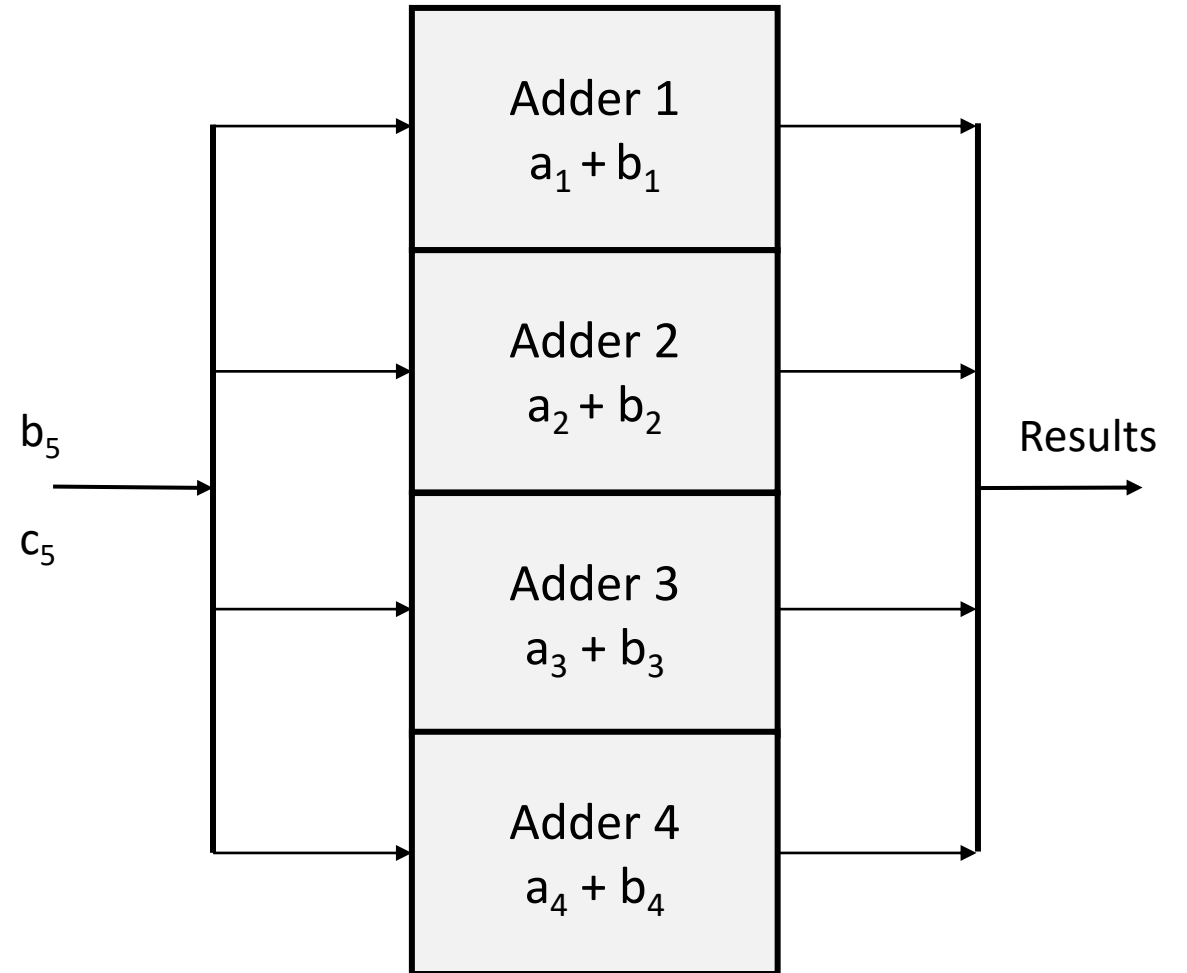 Adder 1
a₁ + b₁
Adder 2
a₂ + b₂
b₅
Results
c₅
Adder 3
a₃ + b₃
Adder 4
a₄ + b₄